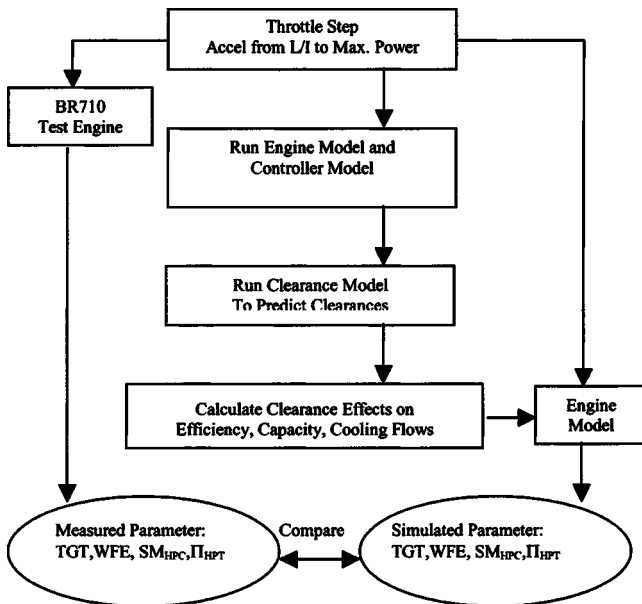 Throttle Step
Accel from L/I to Max. Power
BR710
Test Engine
Run Engine Model and
Controller Model
Run Clearance Model
To Predict Clearances
Calculate Clearance Effects on
Efficiency, Capacity, Cooling Flows
Engine
Model
Measured Parameter:
TGT,WFE, SM_HPC,Π_HPT
Compare
Simulated Parameter:
TGT,WFE, SM_HPC,Π_HPT